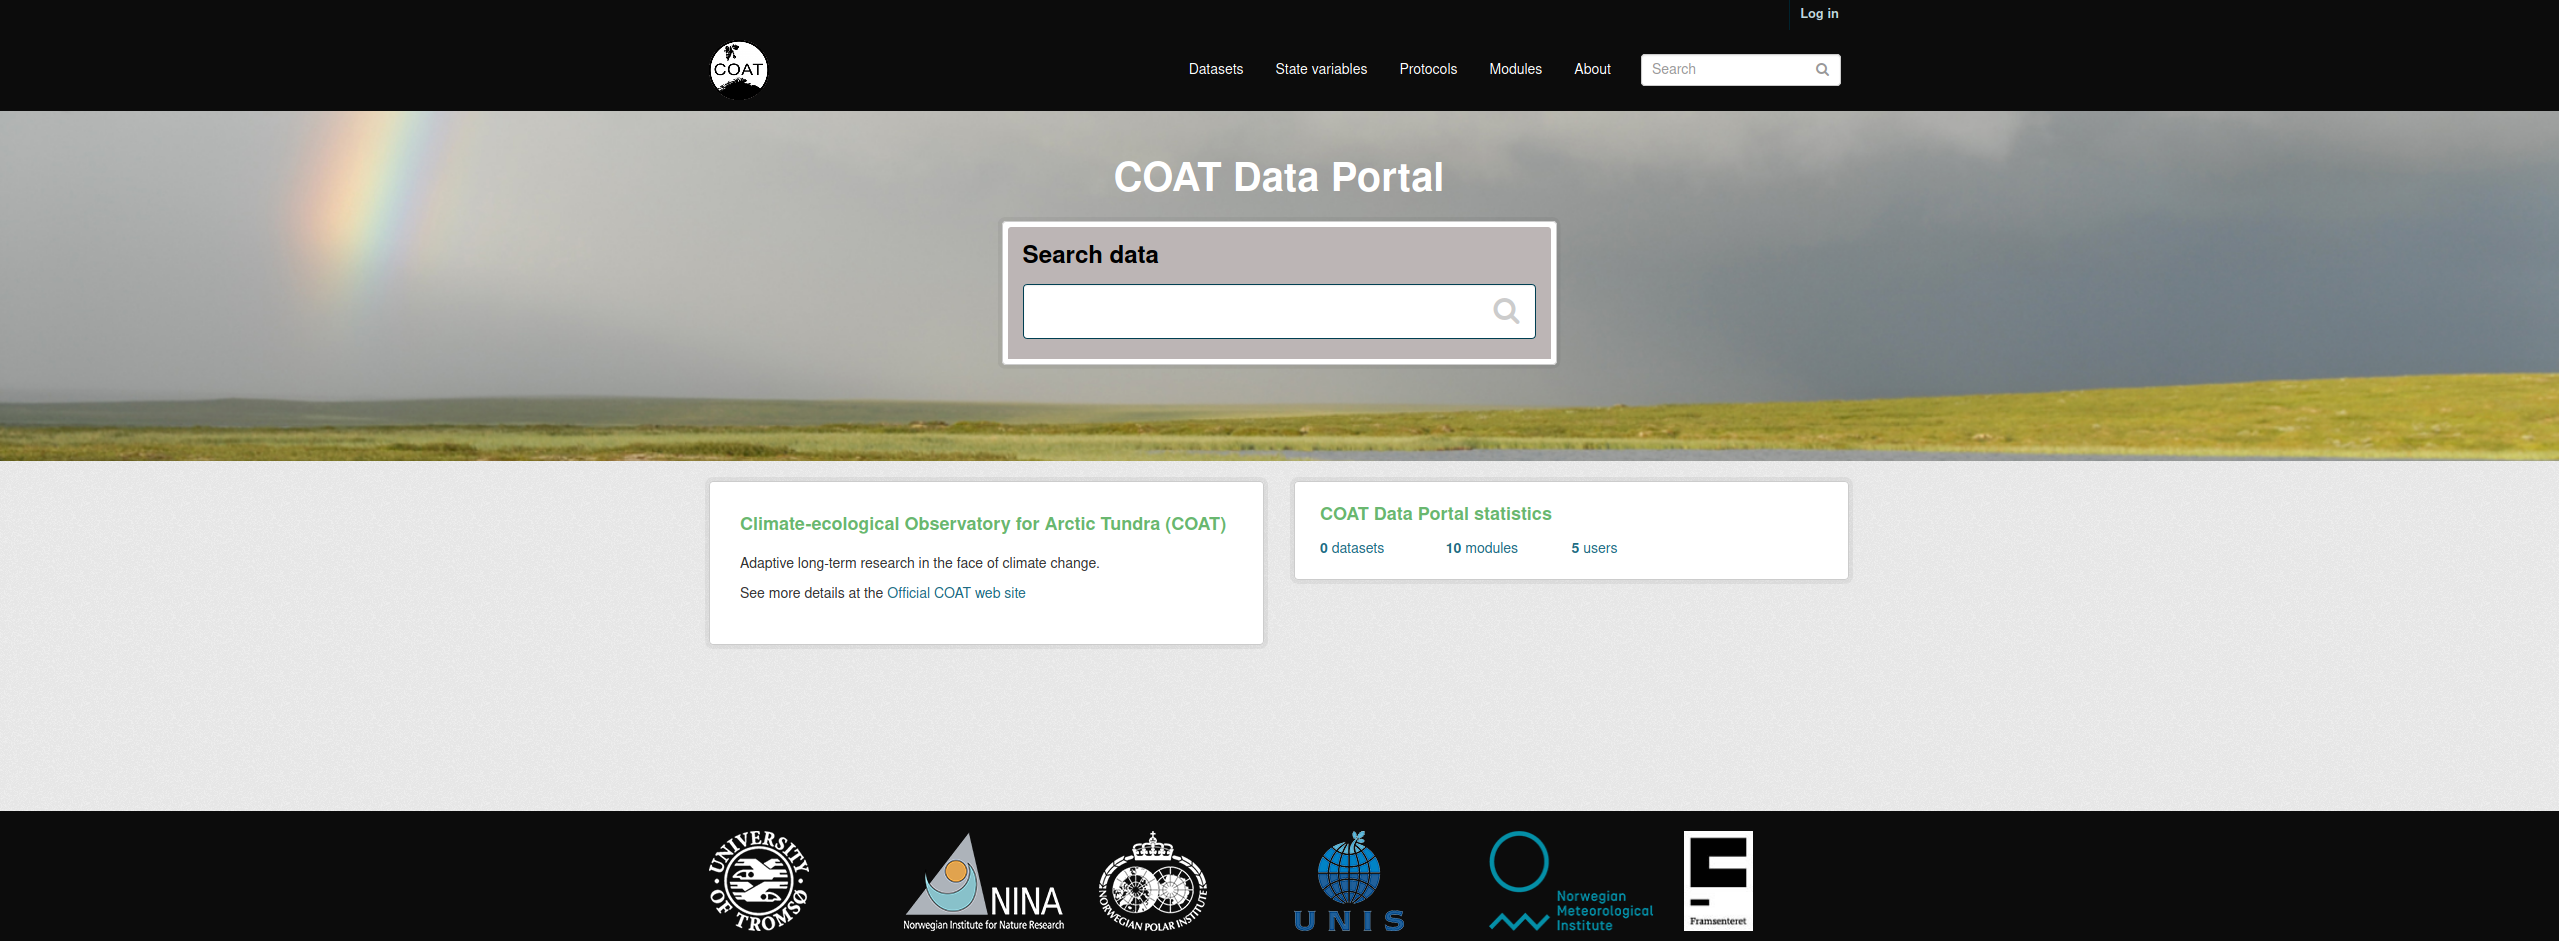 Log in
COAT
Datasets State variables Protocols Modules About Search
COAT Data Portal
Search data
Climate-ecological Observatory for Arctic Tundra (COAT)
Adaptive long-term research in the face of climate change.
See more details at the Official COAT web site
COAT Data Portal statistics
0 datasets 10 modules 5 users
UNIVERSITY OF TROMSØ
NINA
Norwegian Institute for Nature Research
NORWEGIAN POLAR INSTITUTE
UNIS
Norwegian
Meteorological
Institute
Framsenteret